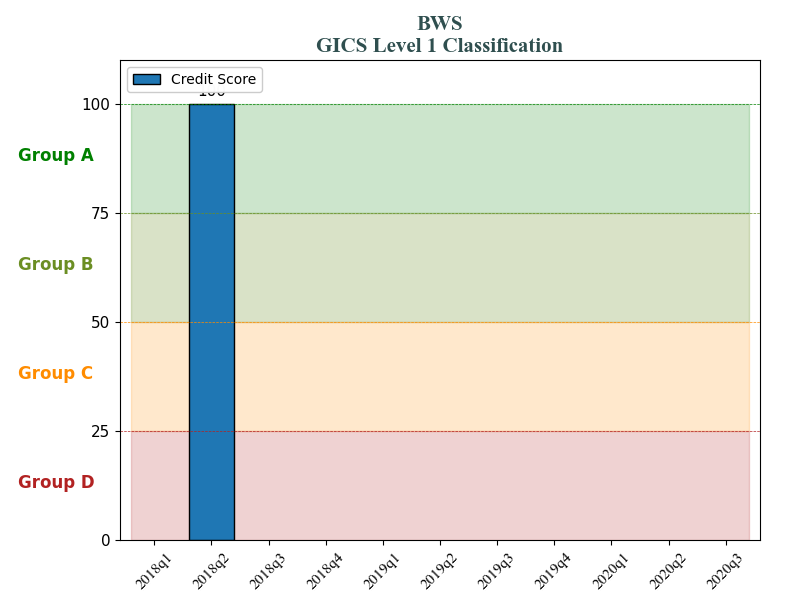 BWS
GICS Level 1 Classification
Credit Score
100
Group A
75
Group B
50
Group C
25
Group D
0
2018q1
2018q2
2018q3
2018q4
2019q1
2019q2
2019q3
2019q4
2020q1
2020q2
2020q3